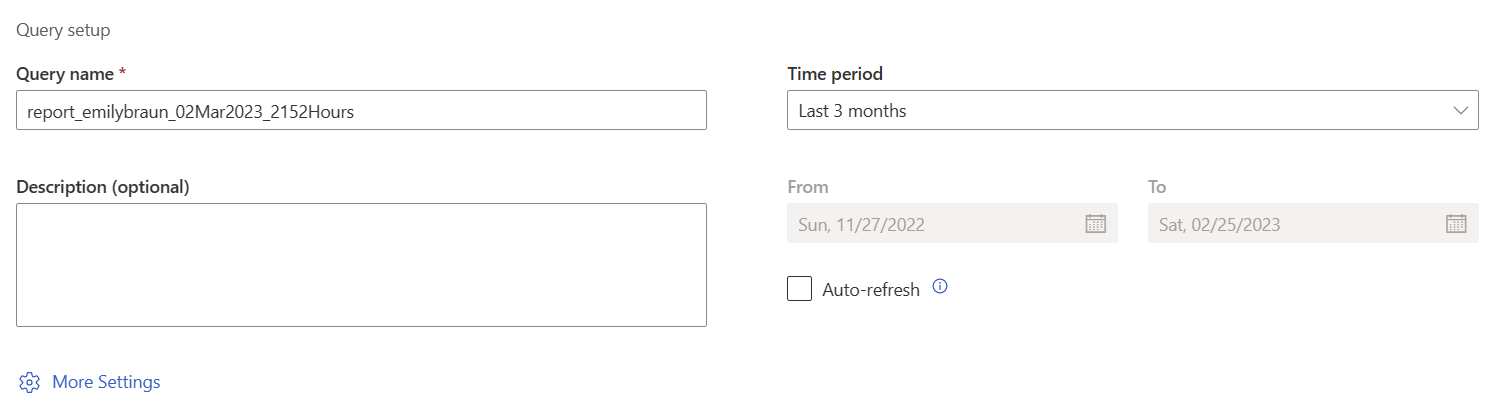 Query setup
Query name *
report_emilybraun_02Mar2023_2152Hours
Time period
Last 3 months
Description (optional)
From
To
Sun, 11/27/2022
Sat, 02/25/2023
Auto-refresh
More Settings